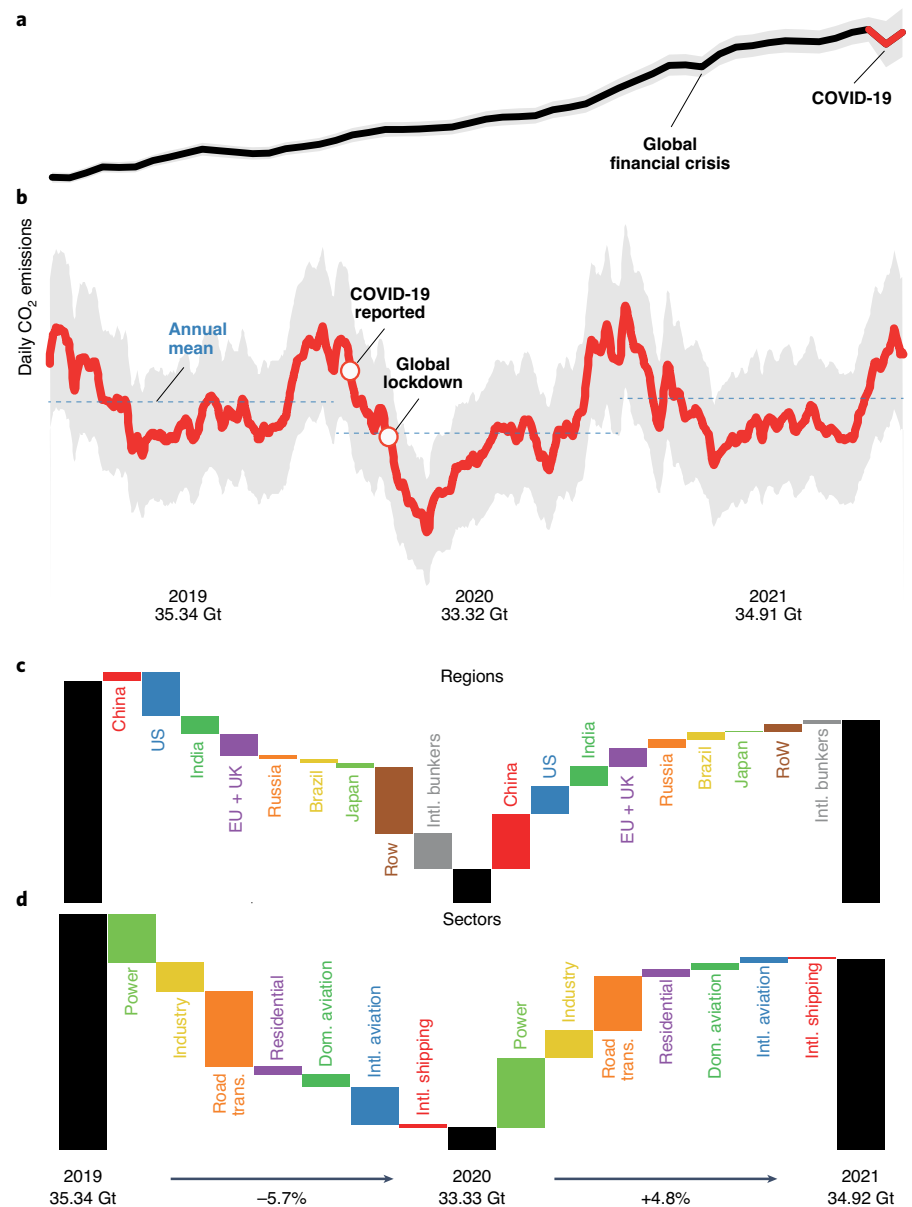 a
COVID-19
Global
financial crisis
b
Daily CO₂ emissions
COVID-19
reported
Annual
mean
Global
lockdown
2019
35.34 Gt
2020
33.32 Gt
2021
34.91 Gt
c
Regions
China
US
India
EU + UK
Russia
Brazil
Japan
Row
Intl. bunkers
China
US
India
EU + UK
Russia
Brazil
Japan
RoW
Intl. bunkers
d
Sectors
Power
Industry
Road
trans.
Residential
Dom. aviation
Intl. aviation
Intl. shipping
Power
Industry
Road
trans.
Residential
Dom. aviation
Intl. aviation
Intl. shipping
2019
35.34 Gt
–5.7%
2020
33.33 Gt
+4.8%
2021
34.92 Gt